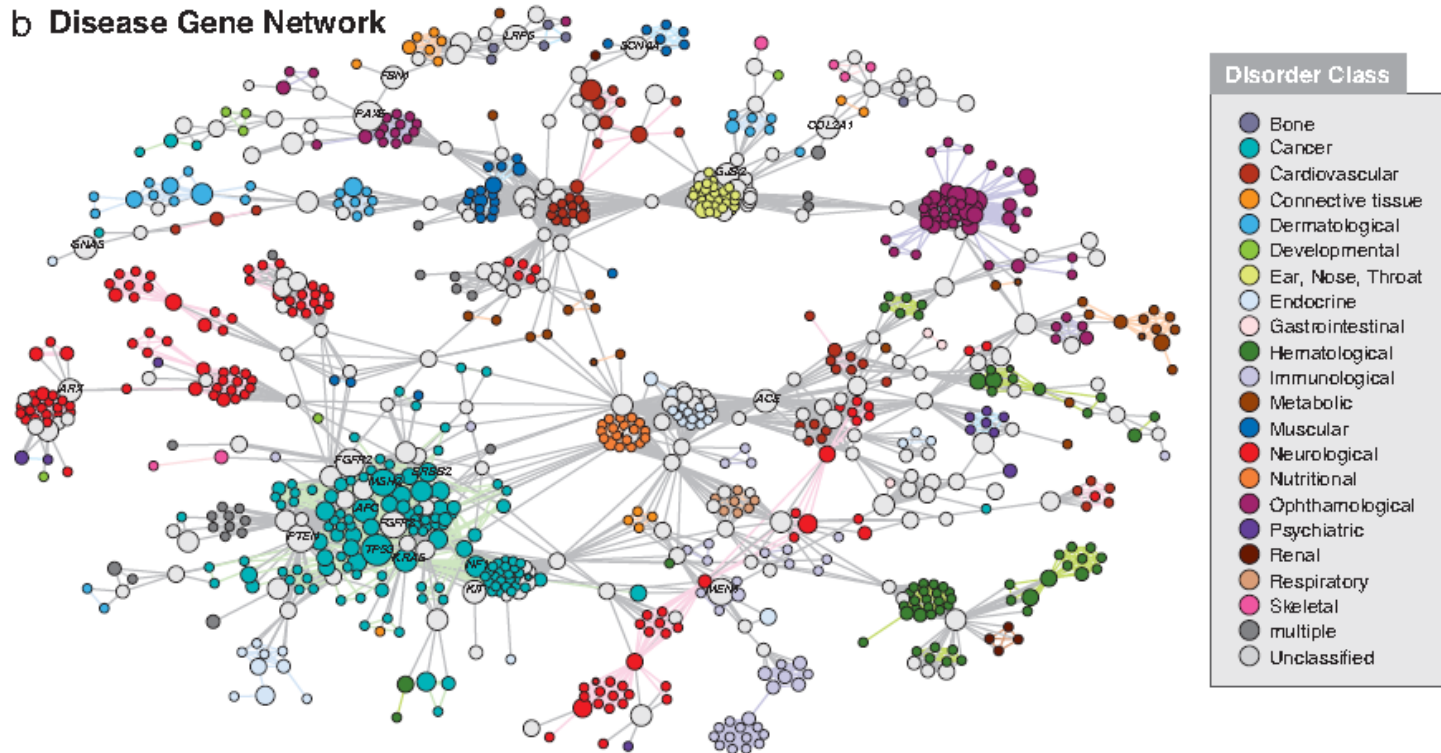 b Disease Gene Network
LRP5
SCN4A
FBN1
PAX6
COL2A1
GJB2
GNAS
ARX
ACE
FGFR2
ERBB2
MSH2
APC
FGFR3
PTEN
TP53
KRAS
NF1
KIT
MEN1
Disorder Class
Bone
Cancer
Cardiovascular
Connective tissue
Dermatological
Developmental
Ear, Nose, Throat
Endocrine
Gastrointestinal
Hematological
Immunological
Metabolic
Muscular
Neurological
Nutritional
Ophthamological
Psychiatric
Renal
Respiratory
Skeletal
multiple
Unclassified